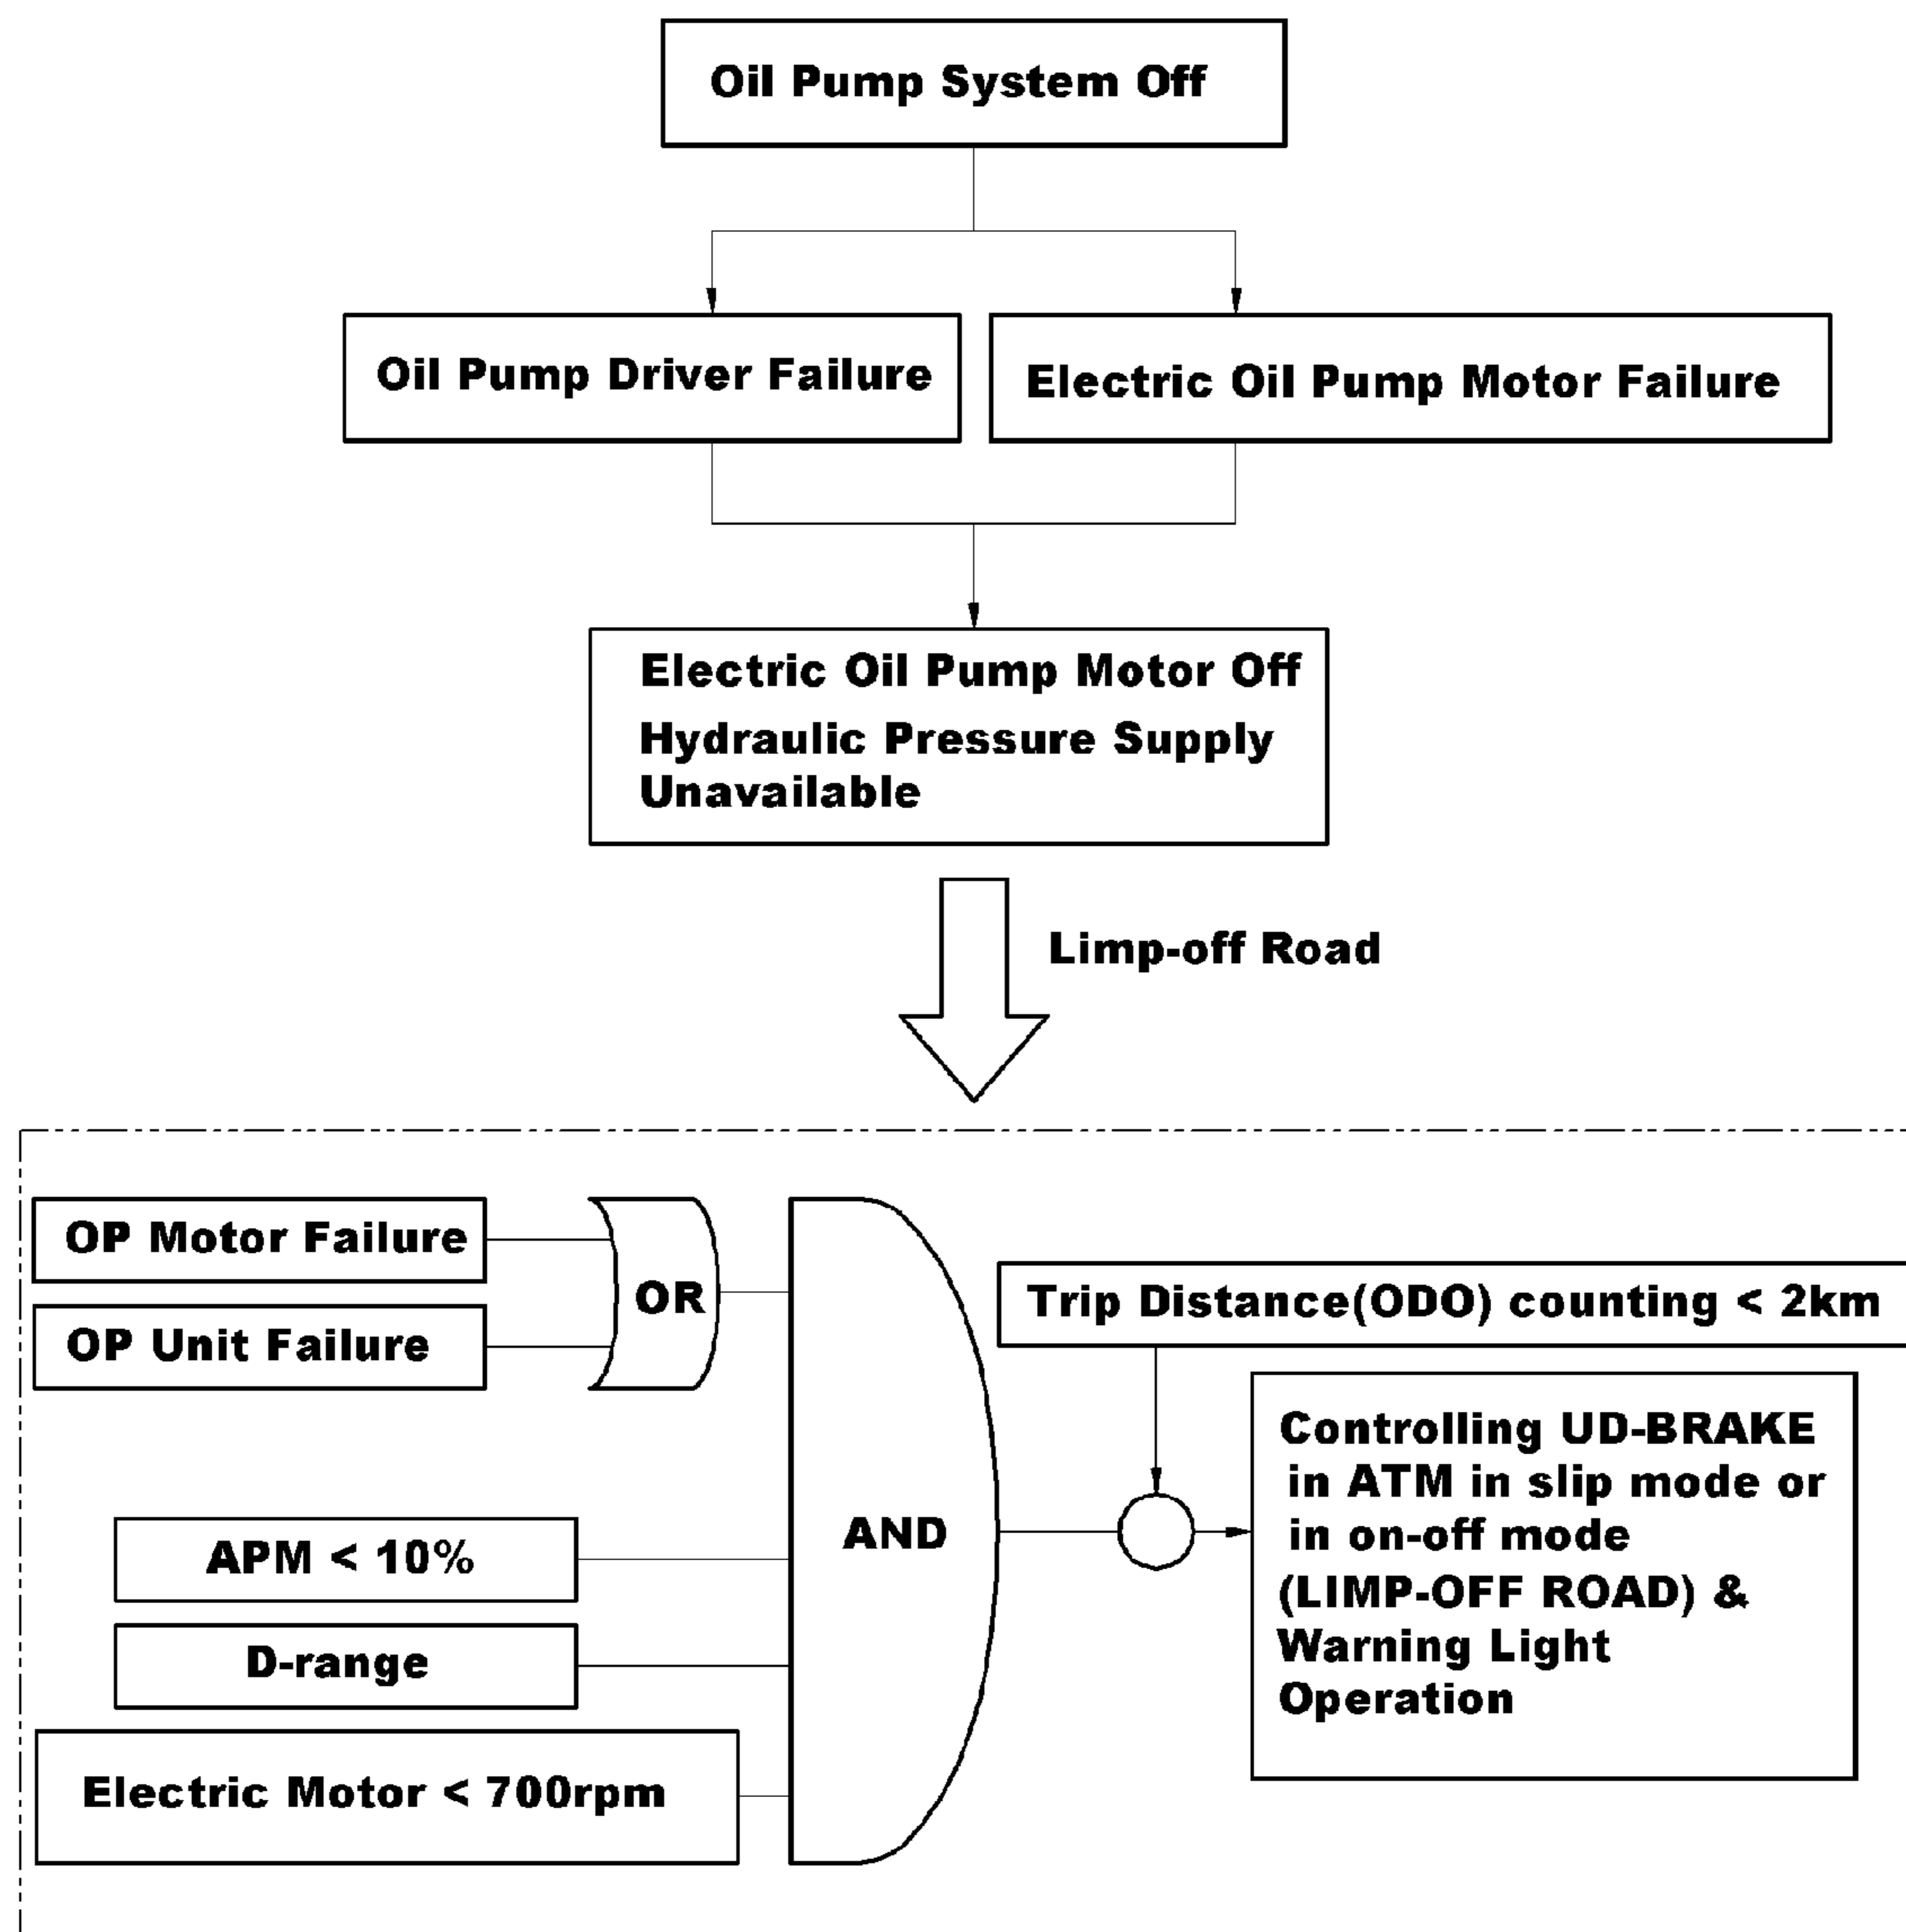 Oil Pump System Off
Oil Pump Driver Failure
Electric Oil Pump Motor Failure
Electric Oil Pump Motor Off
Hydraulic Pressure Supply
Unavailable
Limp-off Road
OP Motor Failure
OP Unit Failure
OR
APM < 10%
D-range
Electric Motor < 700rpm
AND
Trip Distance(ODO) counting < 2km
Controlling UD-BRAKE
in ATM in slip mode or
in on-off mode
(LIMP-OFF ROAD) &
Warning Light
Operation